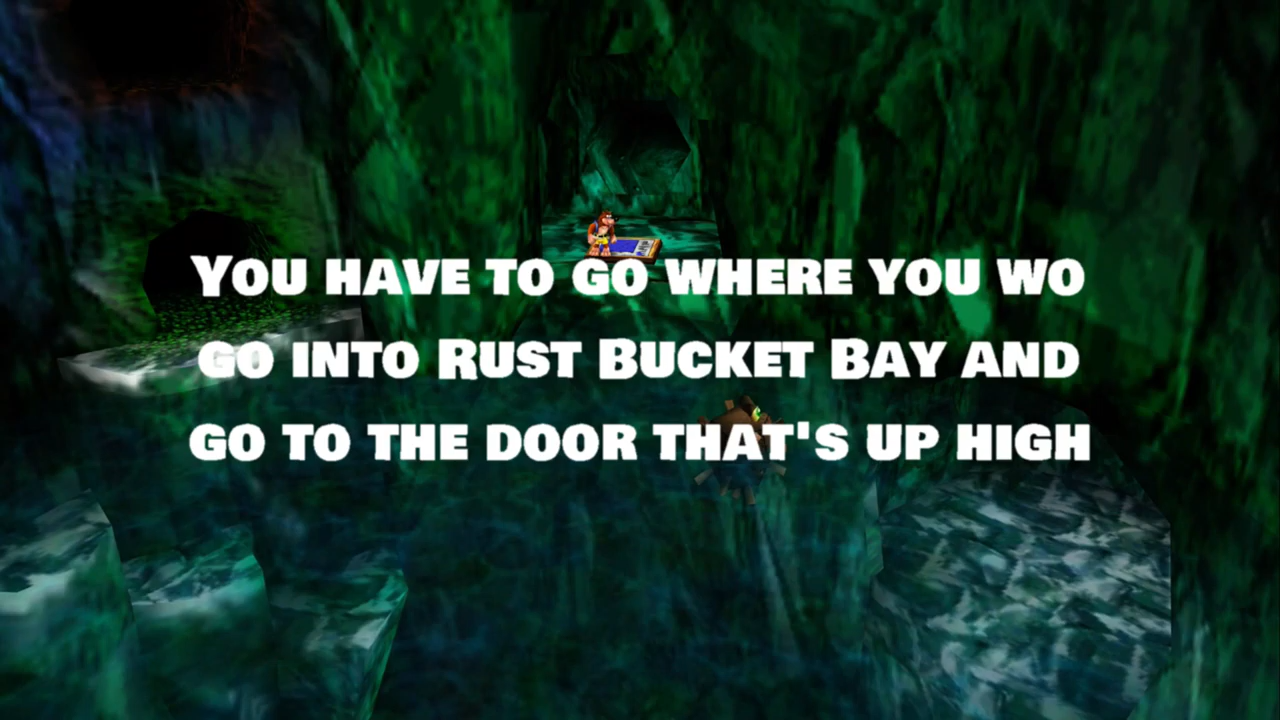 You have to go where you wo
go into Rust Bucket Bay and
go to the door that's up high